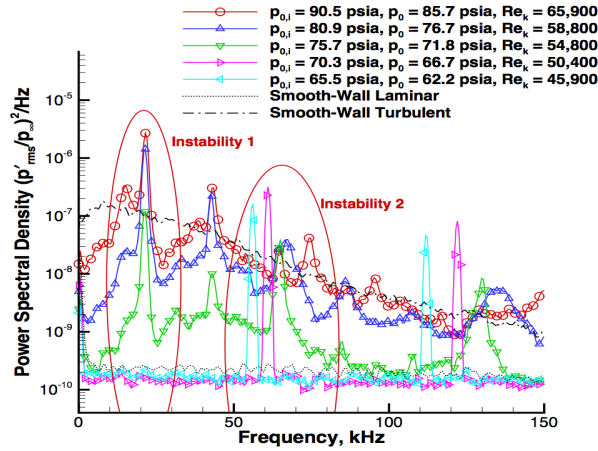 p0,i = 90.5 psia, p0 = 85.7 psia, Rek = 65,900
p0,i = 80.9 psia, p0 = 76.7 psia, Rek = 58,800
p0,i = 75.7 psia, p0 = 71.8 psia, Rek = 54,800
p0,i = 70.3 psia, p0 = 66.7 psia, Rek = 50,400
p0,i = 65.5 psia, p0 = 62.2 psia, Rek = 45,900
Smooth-Wall Laminar
Smooth-Wall Turbulent
Instability 1
Instability 2
Power Spectral Density (p'rms/p∞)²/Hz
10⁻⁵
10⁻⁶
10⁻⁷
10⁻⁸
10⁻⁹
10⁻¹⁰
0
50
100
150
Frequency, kHz